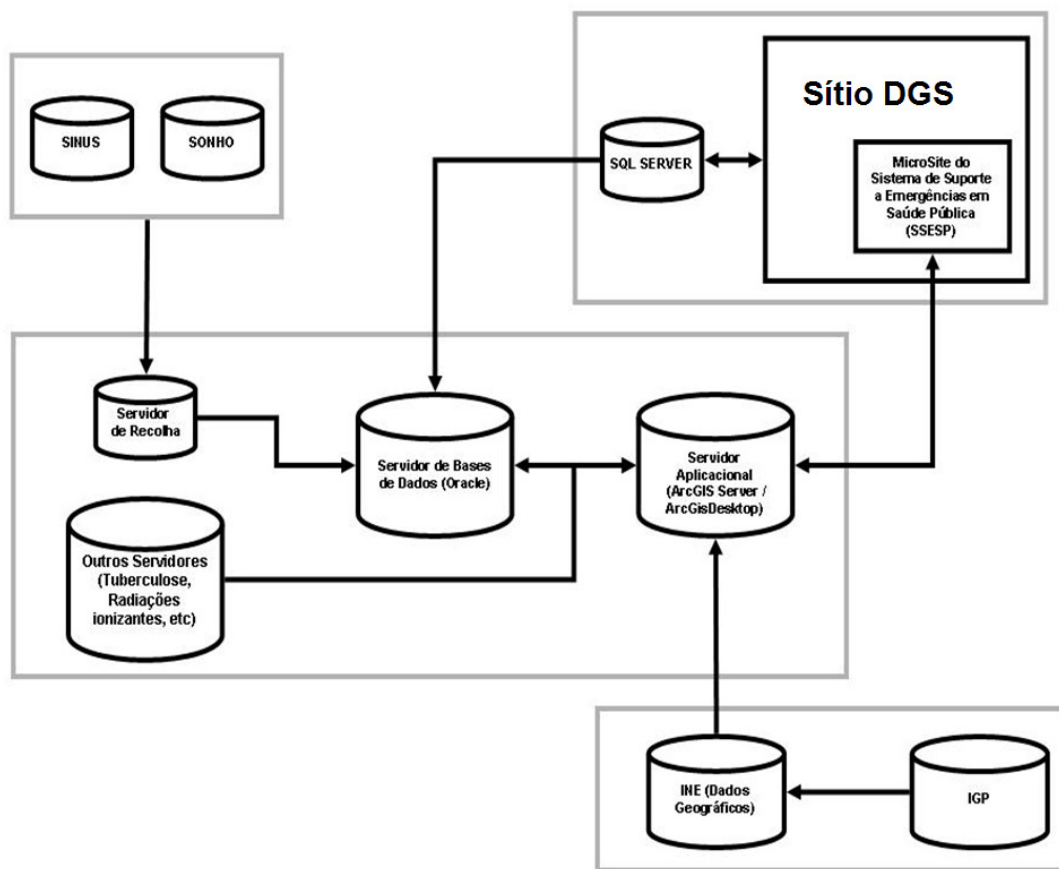 SINUS
SONHO
SQL SERVER
Sítio DGS
MicroSite do
Sistema de Suporte
a Emergências em
Saúde Pública
(SSESP)
Servidor
de Recolha
Servidor de Bases
de Dados (Oracle)
Servidor
Aplicacional
(ArcGIS Server /
ArcGisDesktop)
Outros Servidores
(Tuberculose,
Radiações
ionizantes, etc)
INE (Dados
Geográficos)
IGP